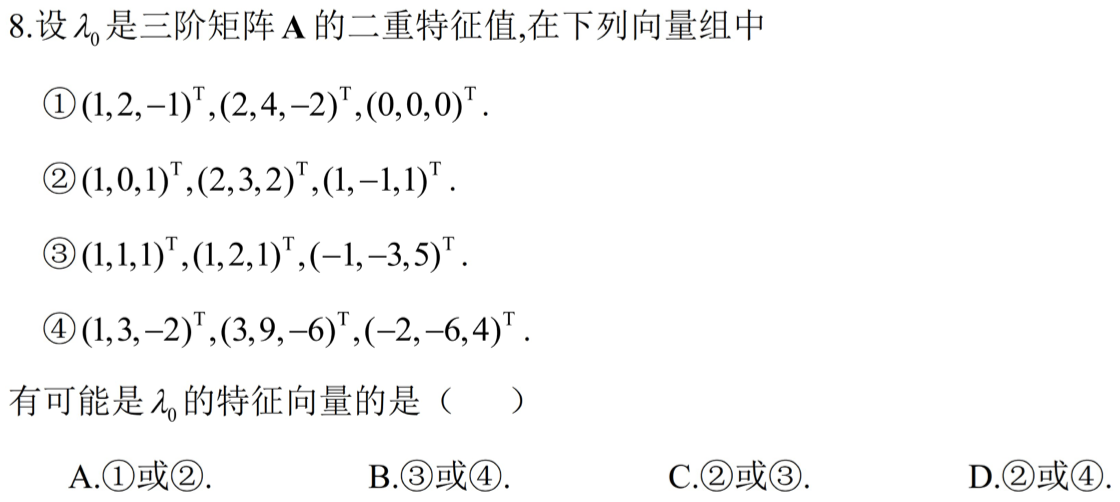 8.设λ₀是三阶矩阵 A 的二重特征值,在下列向量组中
①(1,2,−1)ᵀ,(2,4,−2)ᵀ,(0,0,0)ᵀ.
②(1,0,1)ᵀ,(2,3,2)ᵀ,(1,−1,1)ᵀ.
③(1,1,1)ᵀ,(1,2,1)ᵀ,(−1,−3,5)ᵀ.
④(1,3,−2)ᵀ,(3,9,−6)ᵀ,(−2,−6,4)ᵀ.
有可能是λ₀的特征向量的是（　　）
A.①或②. B.③或④. C.②或③. D.②或④.